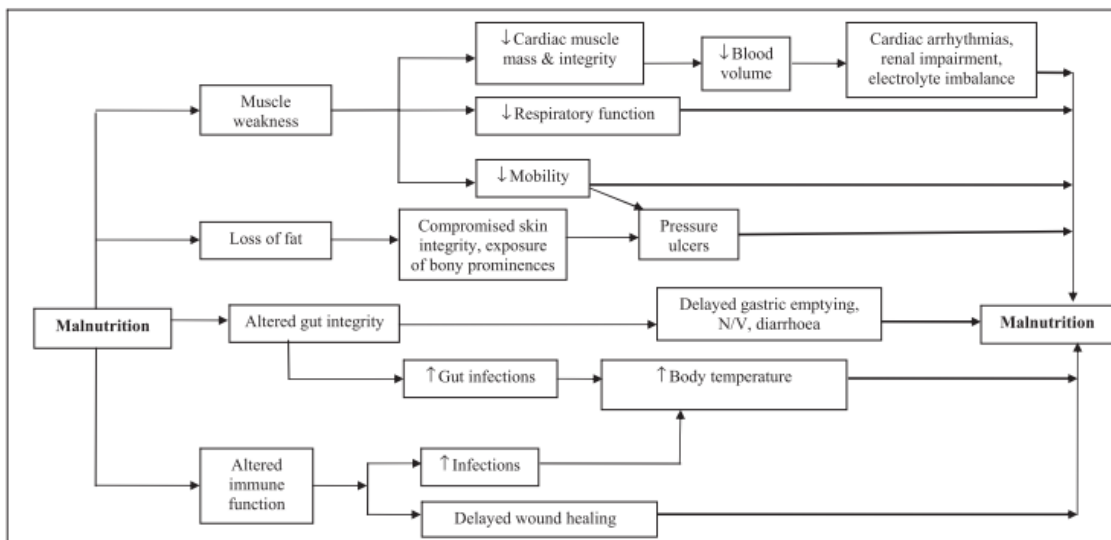 ↓Cardiac muscle
mass & integrity
↓Blood
volume
Cardiac arrhythmias,
renal impairment,
electrolyte imbalance
Muscle
weakness
↓Respiratory function
↓Mobility
Loss of fat
Compromised skin
integrity, exposure
of bony prominences
Pressure
ulcers
Malnutrition
Altered gut integrity
Delayed gastric emptying,
N/V, diarrhoea
Malnutrition
↑Gut infections
↑Body temperature
Altered
immune
function
↑Infections
Delayed wound healing